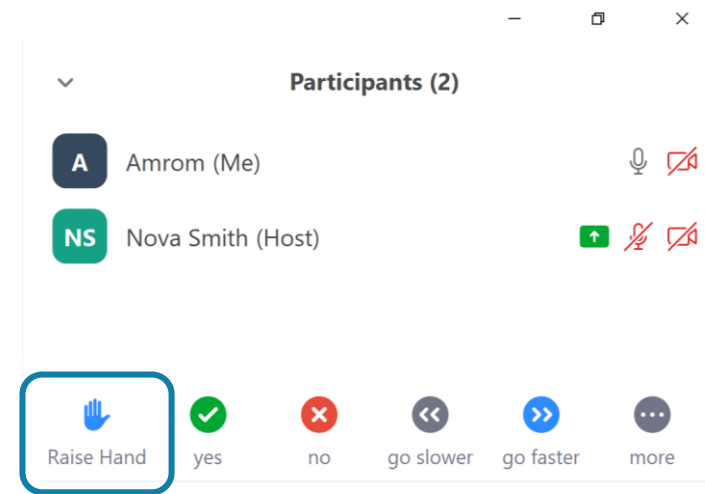 Participants (2)
A Amrom (Me)
NS Nova Smith (Host)
Raise Hand yes no go slower go faster more